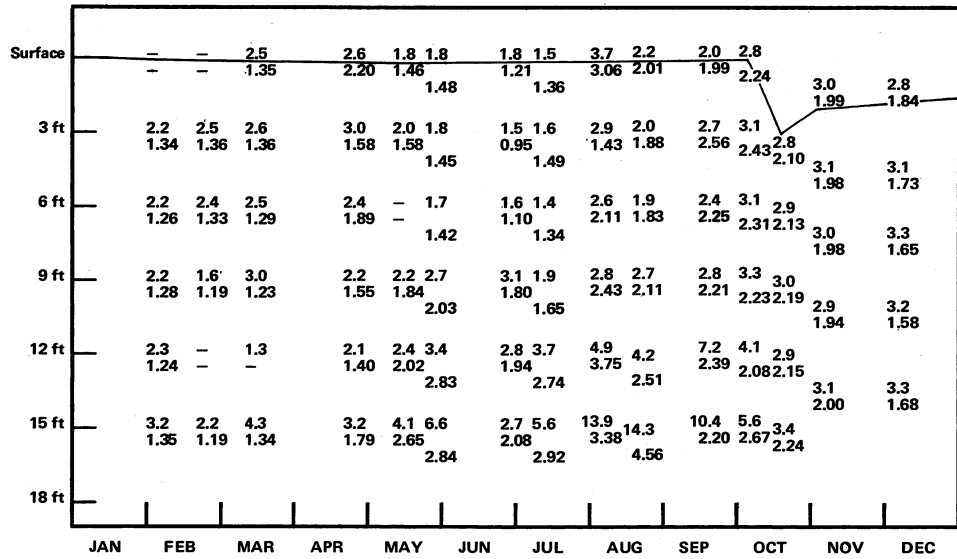 – – 2.5 2.6 1.8 1.8 1.8 1.5 3.7 2.2 2.0 2.8
Surface
– – 1.35 2.20 1.46 1.21 3.06 2.01 1.99 2.24
1.48 1.36 3.0 2.8
1.99 1.84
3 ft 2.2 2.5 2.6 3.0 2.0 1.8 1.5 1.6 2.9 2.0 2.7 3.1
1.34 1.36 1.36 1.58 1.58 0.95 1.43 1.88 2.56 2.43 2.8
1.45 1.49 2.10
3.1 3.1
1.98 1.73
6 ft 2.2 2.4 2.5 2.4 – 1.7 1.6 1.4 2.6 1.9 2.4 3.1 2.9
1.26 1.33 1.29 1.89 – 1.10 2.11 1.83 2.25 2.31 2.13
1.42 1.34 3.0 3.3
1.98 1.65
9 ft 2.2 1.6 3.0 2.2 2.2 2.7 3.1 1.9 2.8 2.7 2.8 3.3 3.0
1.28 1.19 1.23 1.55 1.84 1.80 2.43 2.11 2.21 2.23 2.19
2.03 1.65 2.9 3.2
1.94 1.58
12 ft 2.3 – 1.3 2.1 2.4 3.4 2.8 3.7 4.9 4.2 7.2 4.1 2.9
1.24 – – 1.40 2.02 1.94 3.75 2.39 2.08 2.15
2.83 2.74 2.51
3.1 3.3
2.00 1.68
15 ft 3.2 2.2 4.3 3.2 4.1 6.6 2.7 5.6 13.9 14.3 10.4 5.6 3.4
1.35 1.19 1.34 1.79 2.65 2.08 3.38 2.20 2.67 2.24
2.84 2.92 4.56
18 ft
JAN FEB MAR APR MAY JUN JUL AUG SEP OCT NOV DEC